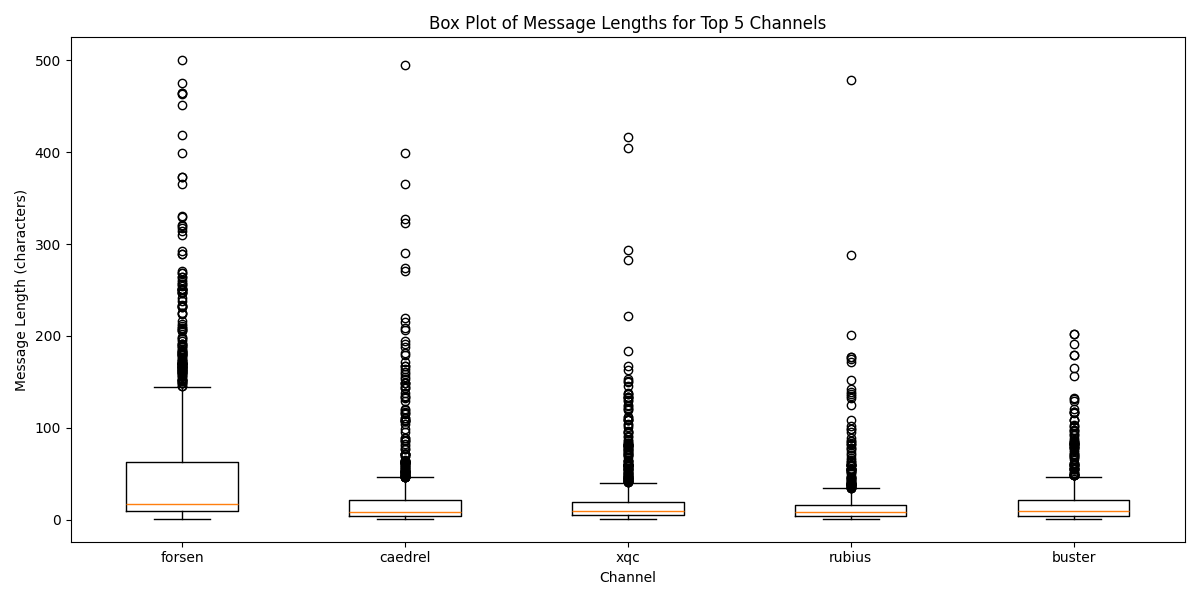 Box Plot of Message Lengths for Top 5 Channels
Message Length (characters)
500
400
300
200
100
0
forsen caedrel xqc rubius buster
Channel